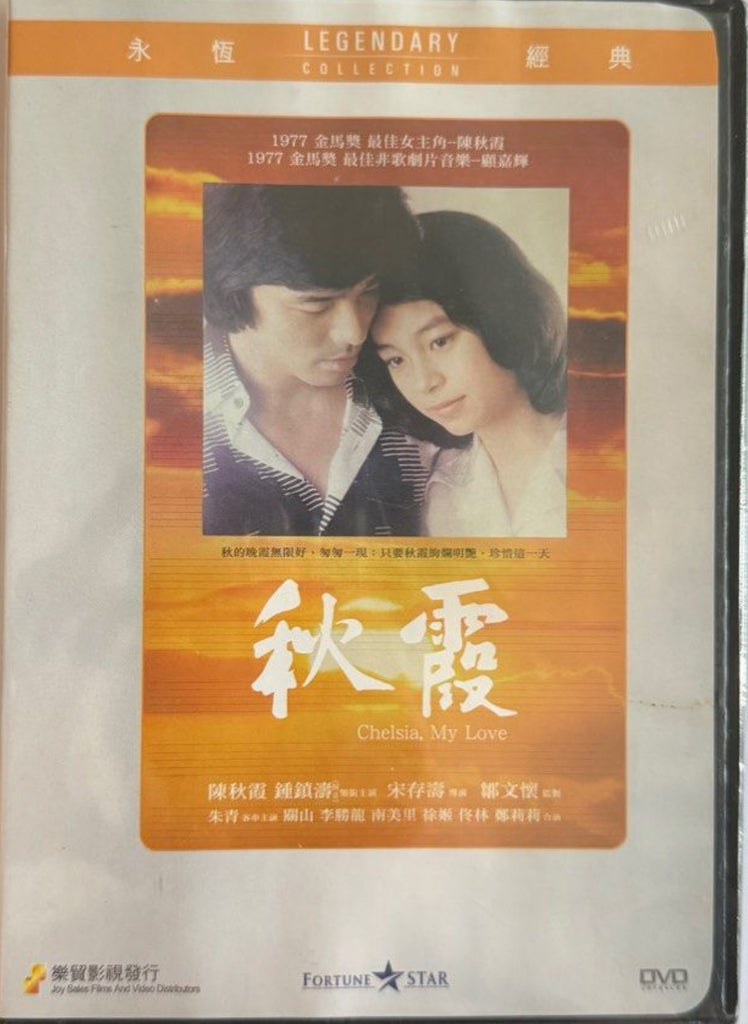 永恆 LEGENDARY 經典
COLLECTION
1977 金馬獎 最佳女主角─陳秋霞
1977 金馬獎 最佳非歌劇片音樂─顧嘉輝
秋的晚霞無限好，匆匆一現；只要秋霞絢爛明艷，珍惜這一天
秋霞
Chelsia, My Love
陳秋霞 鍾鎮濤 領銜主演 宋存壽 導演 鄒文懷 監製
朱青 客串主演 關山 李勝龍 南美里 徐姬 佟林 鄭莉莉 合演
樂貿影視發行
Joy Sales Films And Video Distributors
FORTUNE STAR
DVD